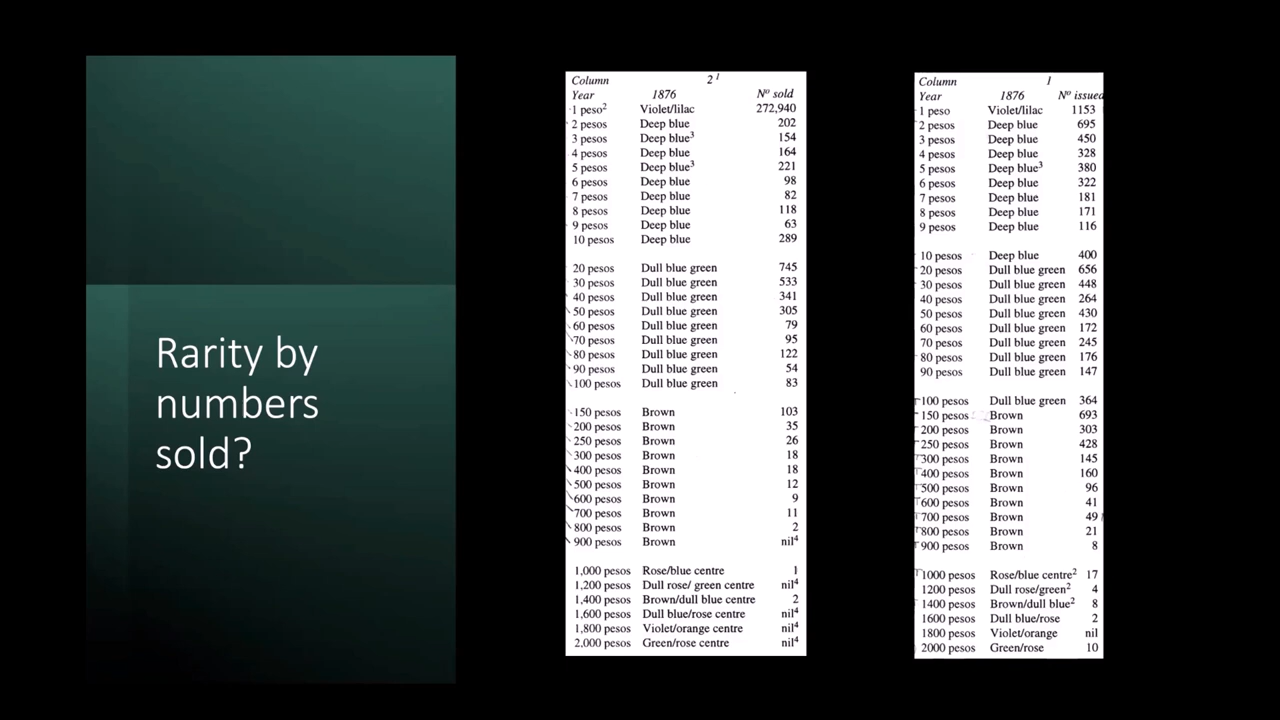 Rarity by
numbers
sold?
Column 2¹
Year 1876 Nº sold
1 peso² Violet/lilac 272,940
2 pesos Deep blue 202
3 pesos Deep blue³ 154
4 pesos Deep blue 164
5 pesos Deep blue³ 221
6 pesos Deep blue 98
7 pesos Deep blue 82
8 pesos Deep blue 118
9 pesos Deep blue 63
10 pesos Deep blue 289
20 pesos Dull blue green 745
30 pesos Dull blue green 533
40 pesos Dull blue green 341
50 pesos Dull blue green 305
60 pesos Dull blue green 79
70 pesos Dull blue green 95
80 pesos Dull blue green 122
90 pesos Dull blue green 54
100 pesos Dull blue green 83
150 pesos Brown 103
200 pesos Brown 35
250 pesos Brown 26
300 pesos Brown 18
400 pesos Brown 18
500 pesos Brown 12
600 pesos Brown 9
700 pesos Brown 11
800 pesos Brown 2
900 pesos Brown nil⁴
1,000 pesos Rose/blue centre 1
1,200 pesos Dull rose/ green centre nil⁴
1,400 pesos Brown/dull blue centre 2
1,600 pesos Dull blue/rose centre nil⁴
1,800 pesos Violet/orange centre nil⁴
2,000 pesos Green/rose centre nil⁴
Column 1
Year 1876 Nº issued
1 peso Violet/lilac 1153
2 pesos Deep blue 695
3 pesos Deep blue 450
4 pesos Deep blue 328
5 pesos Deep blue³ 380
6 pesos Deep blue 322
7 pesos Deep blue 181
8 pesos Deep blue 171
9 pesos Deep blue 116
10 pesos Deep blue 400
20 pesos Dull blue green 656
30 pesos Dull blue green 448
40 pesos Dull blue green 264
50 pesos Dull blue green 430
60 pesos Dull blue green 172
70 pesos Dull blue green 245
80 pesos Dull blue green 176
90 pesos Dull blue green 147
100 pesos Dull blue green 364
150 pesos Brown 693
200 pesos Brown 303
250 pesos Brown 428
300 pesos Brown 145
400 pesos Brown 160
500 pesos Brown 96
600 pesos Brown 41
700 pesos Brown 49
800 pesos Brown 21
900 pesos Brown 8
1000 pesos Rose/blue centre² 17
1200 pesos Dull rose/green² 4
1400 pesos Brown/dull blue² 8
1600 pesos Dull blue/rose 2
1800 pesos Violet/orange nil
2000 pesos Green/rose 10